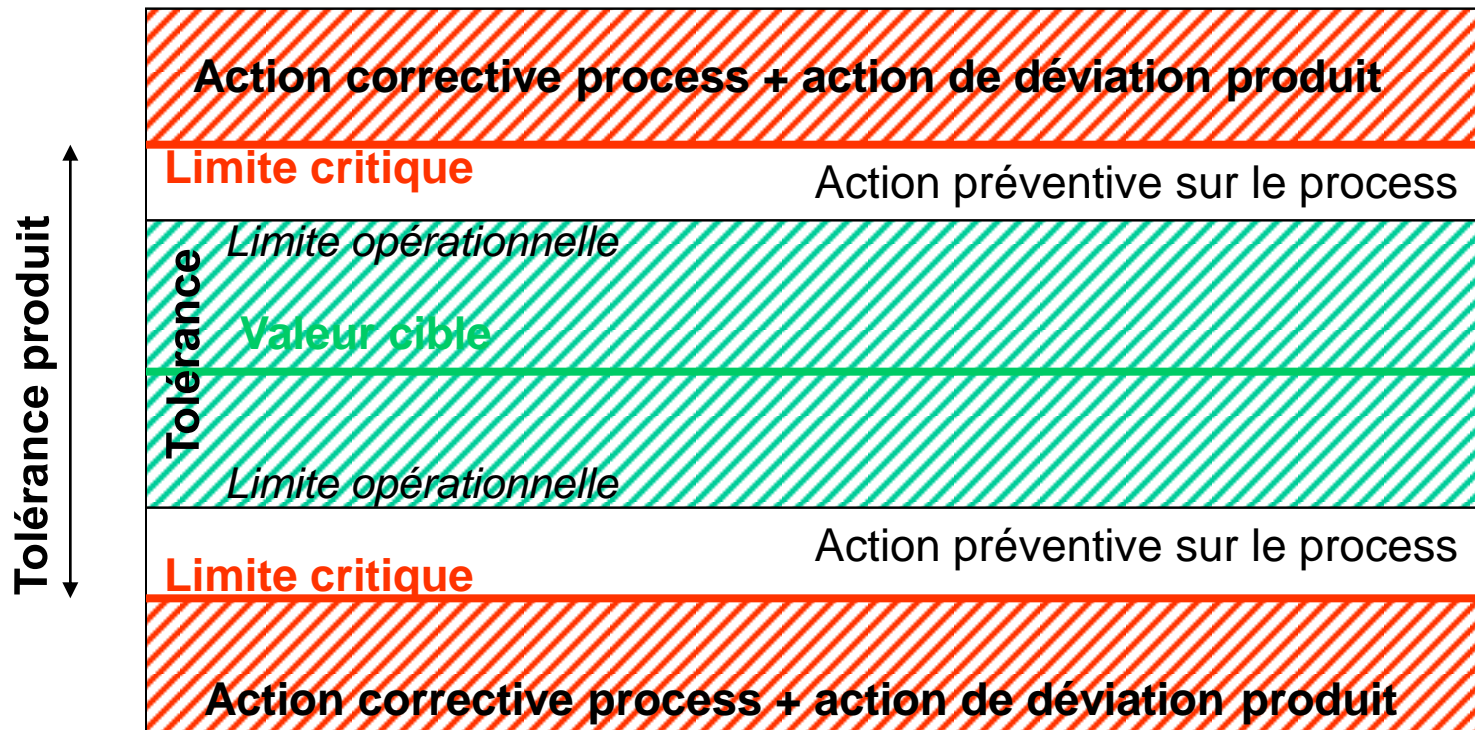 Action corrective process + action de déviation produit
Limite critique
Action préventive sur le process
Limite opérationnelle
Tolérance produit
Tolérance
Valeur cible
Limite opérationnelle
Action préventive sur le process
Limite critique
Action corrective process + action de déviation produit